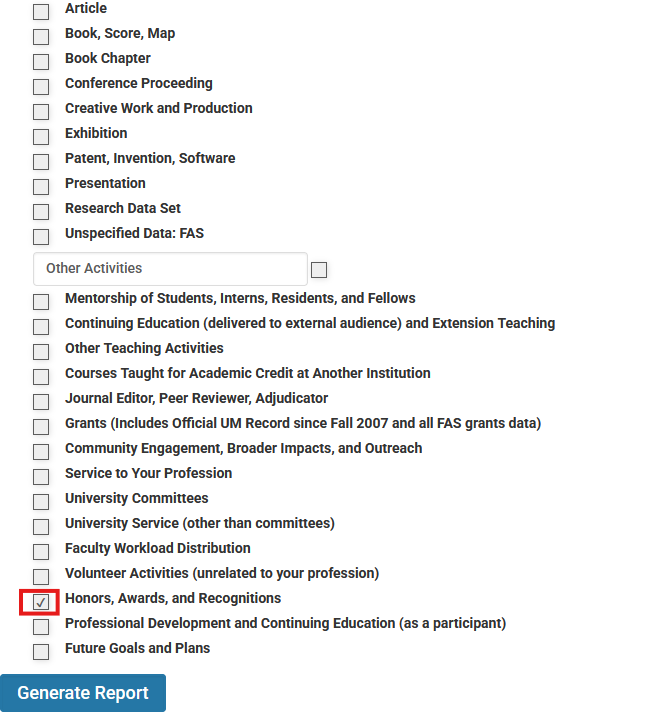 Article
Book, Score, Map
Book Chapter
Conference Proceeding
Creative Work and Production
Exhibition
Patent, Invention, Software
Presentation
Research Data Set
Unspecified Data: FAS
Other Activities
Mentorship of Students, Interns, Residents, and Fellows
Continuing Education (delivered to external audience) and Extension Teaching
Other Teaching Activities
Courses Taught for Academic Credit at Another Institution
Journal Editor, Peer Reviewer, Adjudicator
Grants (Includes Official UM Record since Fall 2007 and all FAS grants data)
Community Engagement, Broader Impacts, and Outreach
Service to Your Profession
University Committees
University Service (other than committees)
Faculty Workload Distribution
Volunteer Activities (unrelated to your profession)
Honors, Awards, and Recognitions
Professional Development and Continuing Education (as a participant)
Future Goals and Plans
Generate Report